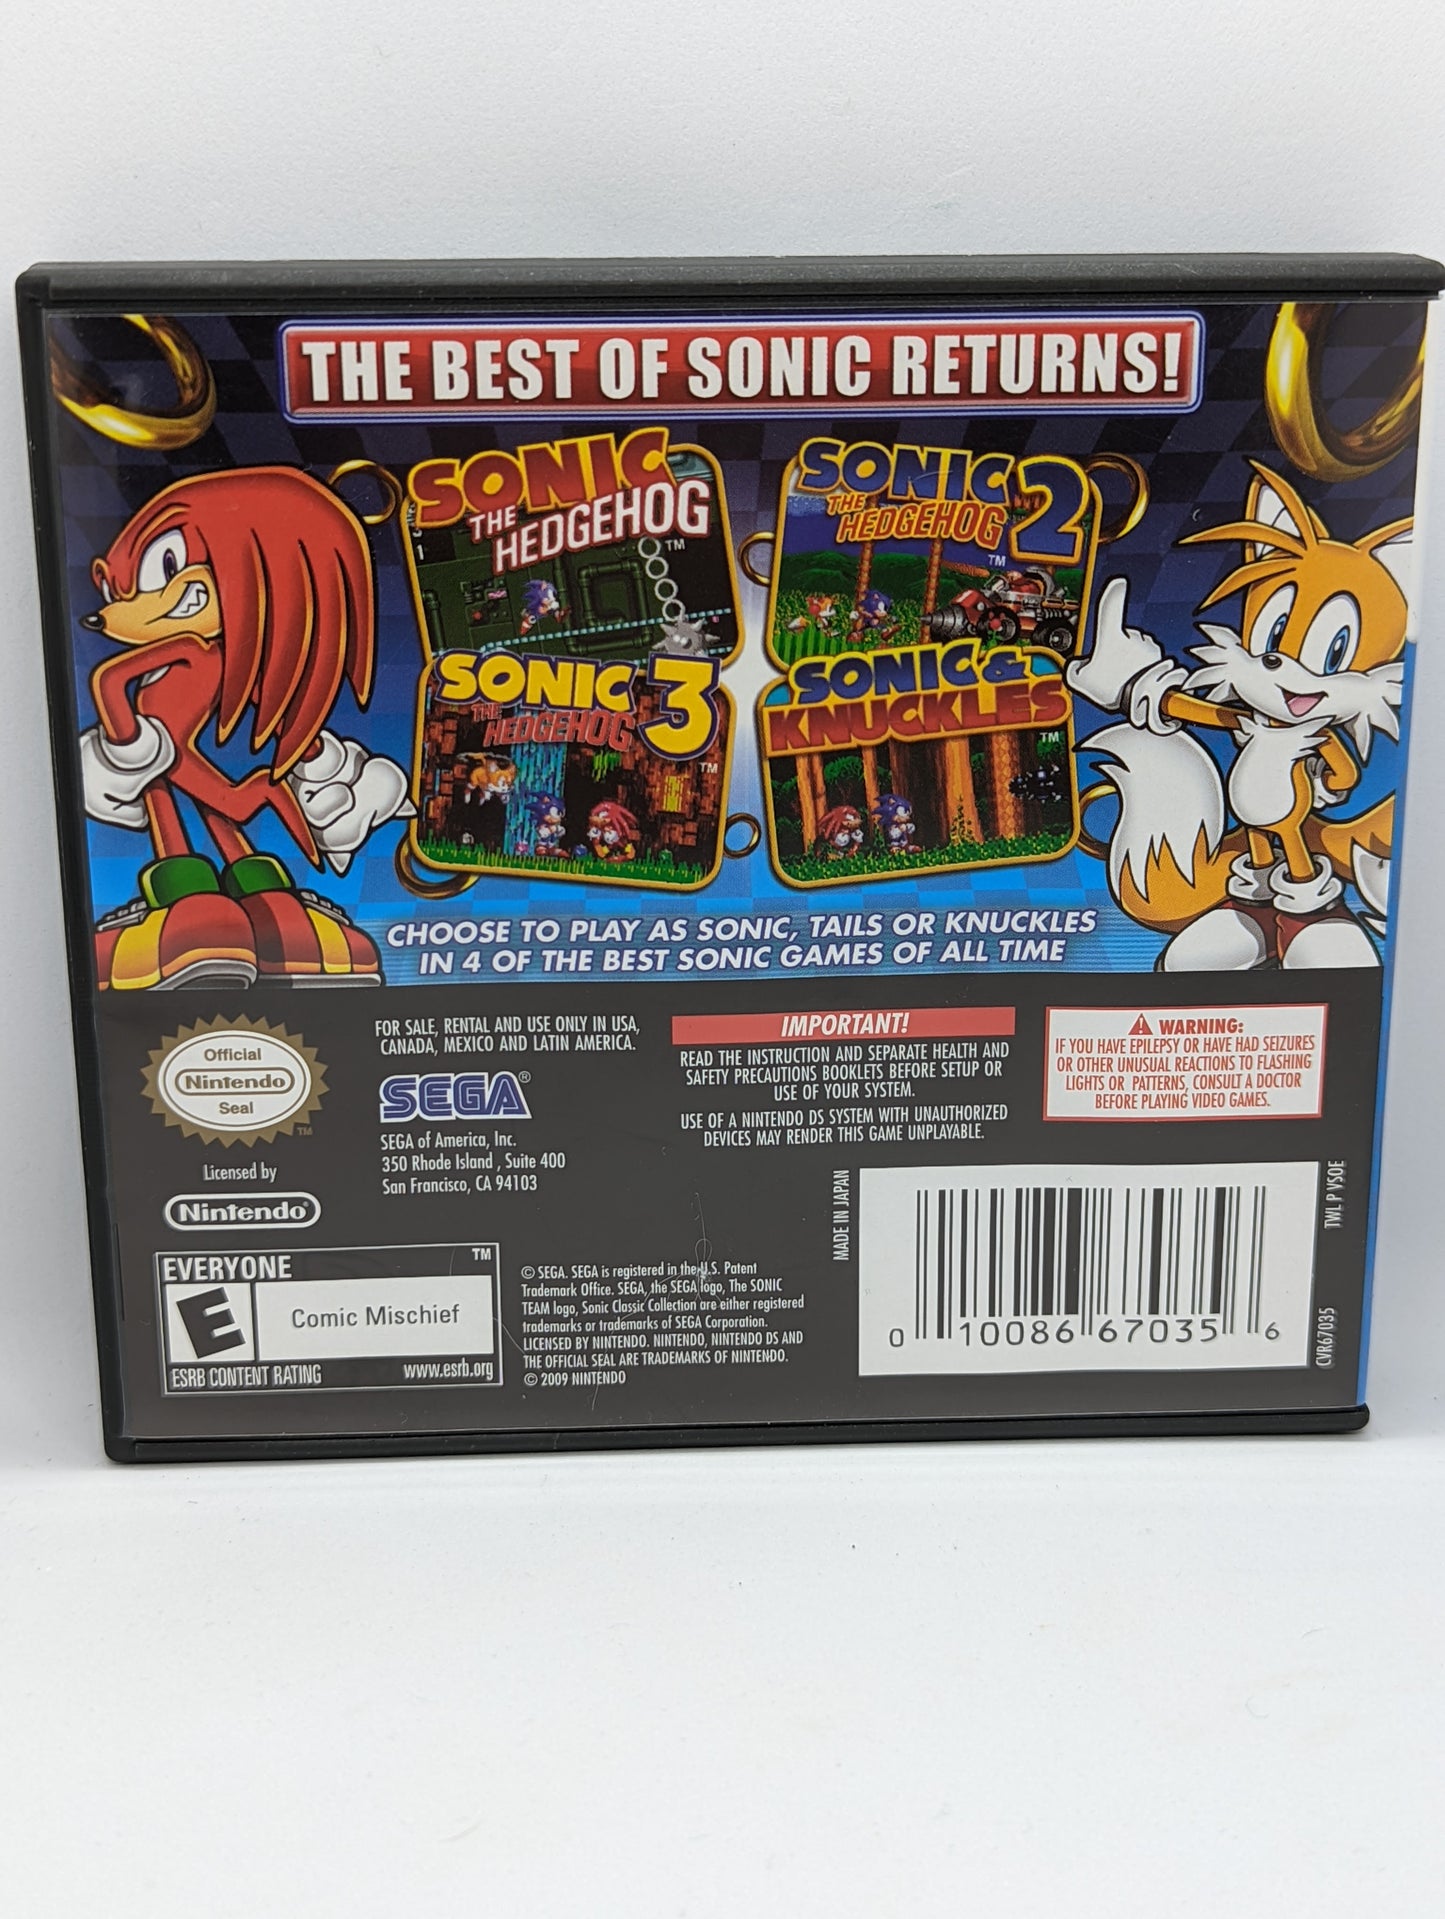 THE BEST OF SONIC RETURNS!
SONIC
THE
HEDGEHOG
TM
1
SONIC
THE
HEDGEHOG
2
TM
SONIC
THE
HEDGEHOG
3
TM
SONIC &
KNUCKLES
TM
CHOOSE TO PLAY AS SONIC, TAILS OR KNUCKLES
IN 4 OF THE BEST SONIC GAMES OF ALL TIME
Official
Nintendo
Seal
TM
Licensed by
Nintendo®
FOR SALE, RENTAL AND USE ONLY IN USA,
CANADA, MEXICO AND LATIN AMERICA.
SEGA®
SEGA of America, Inc.
350 Rhode Island , Suite 400
San Francisco, CA 94103
IMPORTANT!
READ THE INSTRUCTION AND SEPARATE HEALTH AND
SAFETY PRECAUTIONS BOOKLETS BEFORE SETUP OR
USE OF YOUR SYSTEM.
USE OF A NINTENDO DS SYSTEM WITH UNAUTHORIZED
DEVICES MAY RENDER THIS GAME UNPLAYABLE.
⚠ WARNING:
IF YOU HAVE EPILEPSY OR HAVE HAD SEIZURES
OR OTHER UNUSUAL REACTIONS TO FLASHING
LIGHTS OR PATTERNS, CONSULT A DOCTOR
BEFORE PLAYING VIDEO GAMES.
EVERYONE
TM
E
Comic Mischief
ESRB CONTENT RATING
www.esrb.org
© SEGA. SEGA is registered in the U.S. Patent
Trademark Office. SEGA, the SEGA logo, The SONIC
TEAM logo, Sonic Classic Collection are either registered
trademarks or trademarks of SEGA Corporation.
LICENSED BY NINTENDO. NINTENDO, NINTENDO DS AND
THE OFFICIAL SEAL ARE TRADEMARKS OF NINTENDO.
© 2009 NINTENDO
MADE IN JAPAN
0 10086 67035 6
TWL P VSOE
CVR67035